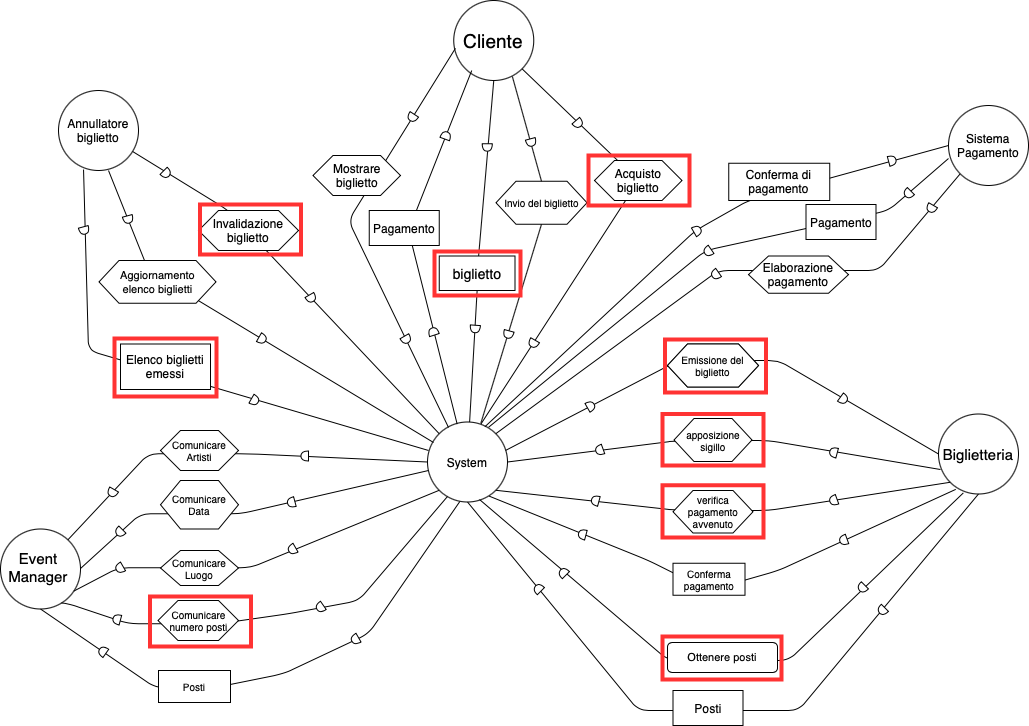 Cliente
Annullatore
biglietto
Sistema
Pagamento
Mostrare
biglietto
Acquisto
biglietto
Conferma di
pagamento
Invio del biglietto
Invalidazione
biglietto
Pagamento
Pagamento
biglietto
Aggiornamento
elenco biglietti
Elaborazione
pagamento
Elenco biglietti
emessi
Emissione del
biglietto
Comunicare
Artisti
System
apposizione
sigillo
Biglietteria
Comunicare
Data
verifica
pagamento
avvenuto
Event
Manager
Comunicare
Luogo
Conferma
pagamento
Comunicare
numero posti
Ottenere posti
Posti
Posti